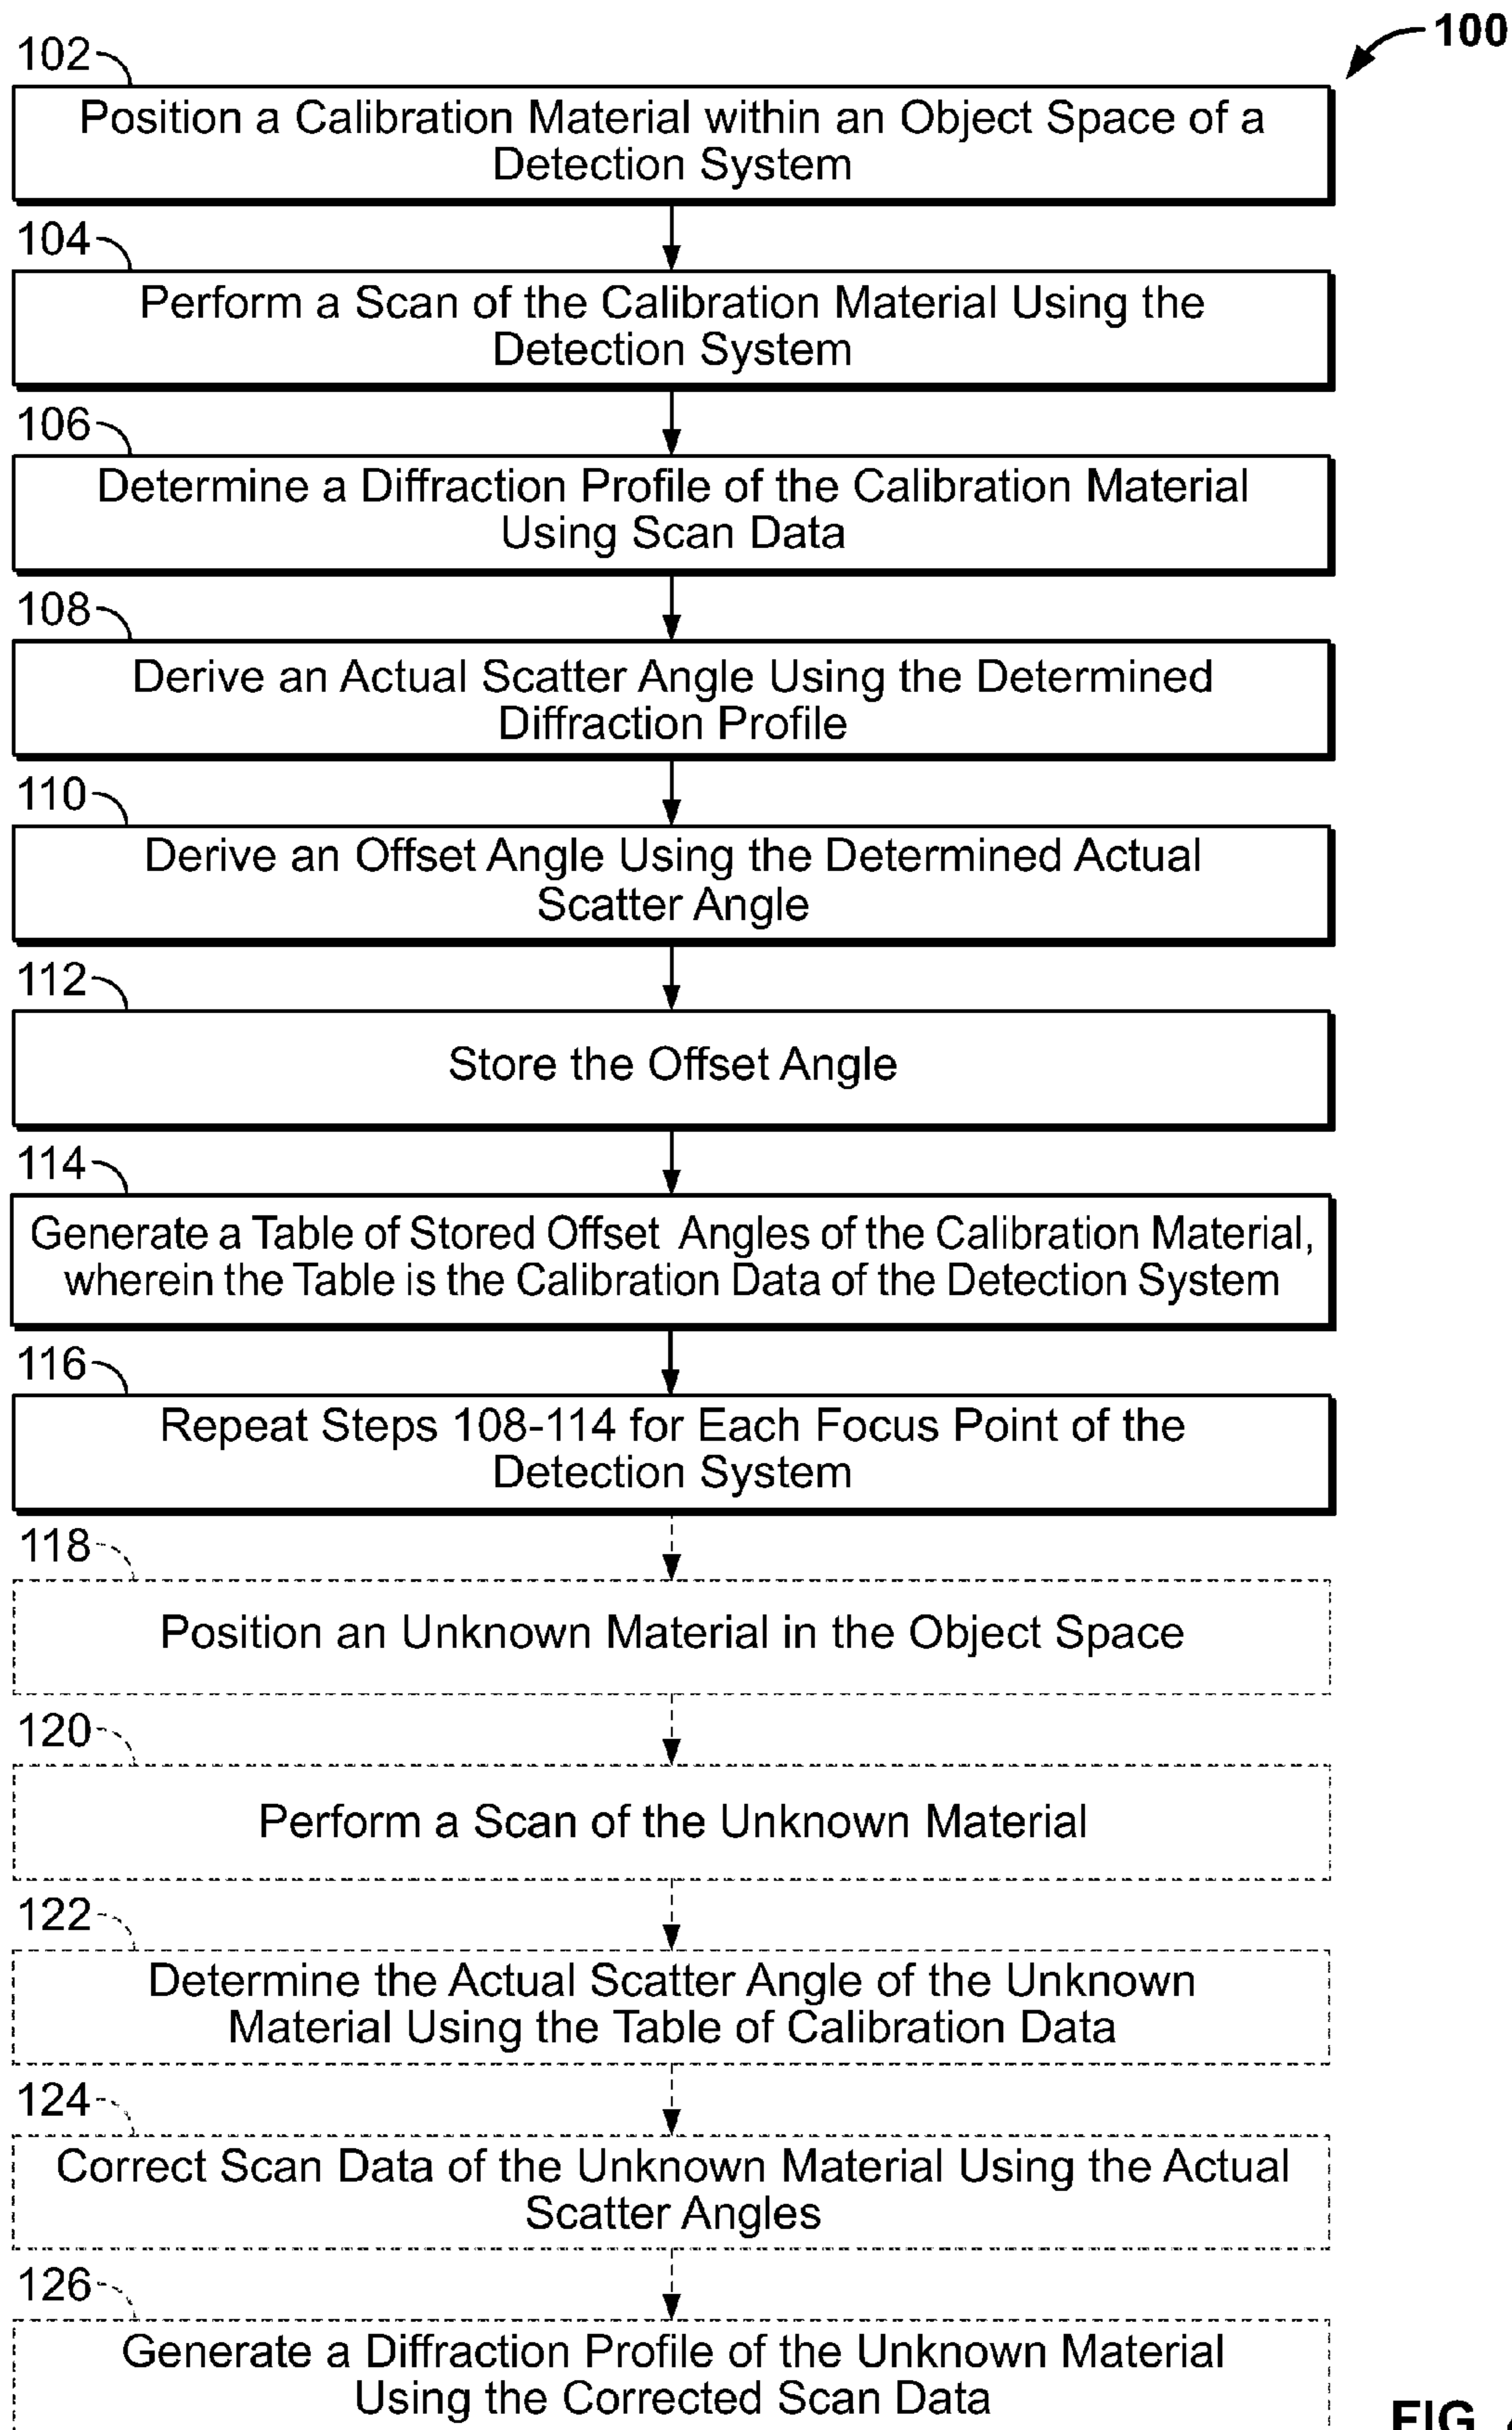 100
102
Position a Calibration Material within an Object Space of a
Detection System
104
Perform a Scan of the Calibration Material Using the
Detection System
106
Determine a Diffraction Profile of the Calibration Material
Using Scan Data
108
Derive an Actual Scatter Angle Using the Determined
Diffraction Profile
110
Derive an Offset Angle Using the Determined Actual
Scatter Angle
112
Store the Offset Angle
114
Generate a Table of Stored Offset Angles of the Calibration Material,
wherein the Table is the Calibration Data of the Detection System
116
Repeat Steps 108-114 for Each Focus Point of the
Detection System
118
Position an Unknown Material in the Object Space
120
Perform a Scan of the Unknown Material
122
Determine the Actual Scatter Angle of the Unknown
Material Using the Table of Calibration Data
124
Correct Scan Data of the Unknown Material Using the Actual
Scatter Angles
126
Generate a Diffraction Profile of the Unknown Material
Using the Corrected Scan Data
FIG.